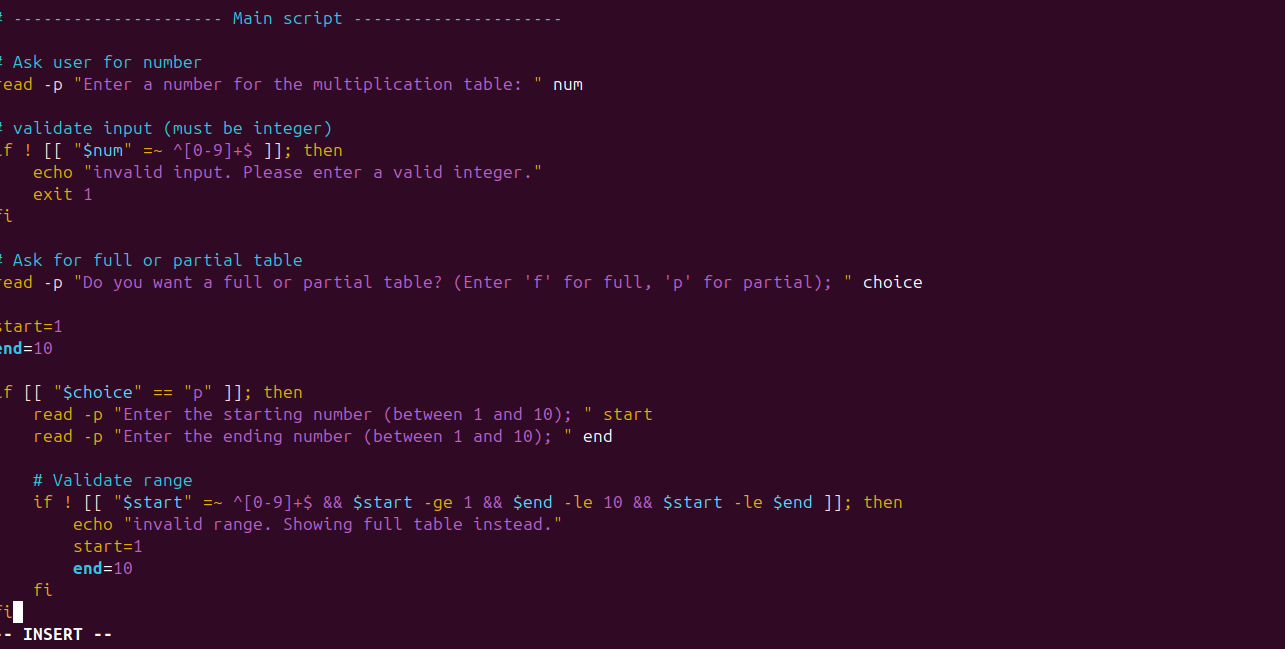 # --------------------- Main script ---------------------
# Ask user for number
read -p "Enter a number for the multiplication table: " num
# validate input (must be integer)
if ! [[ "$num" =~ ^[0-9]+$ ]]; then
    echo "invalid input. Please enter a valid integer."
    exit 1
fi
# Ask for full or partial table
read -p "Do you want a full or partial table? (Enter 'f' for full, 'p' for partial); " choice
start=1
end=10
if [[ "$choice" == "p" ]]; then
    read -p "Enter the starting number (between 1 and 10); " start
    read -p "Enter the ending number (between 1 and 10); " end
    # Validate range
    if ! [[ "$start" =~ ^[0-9]+$ && $start -ge 1 && $end -le 10 && $start -le $end ]]; then
        echo "invalid range. Showing full table instead."
        start=1
        end=10
    fi
fi
-- INSERT --